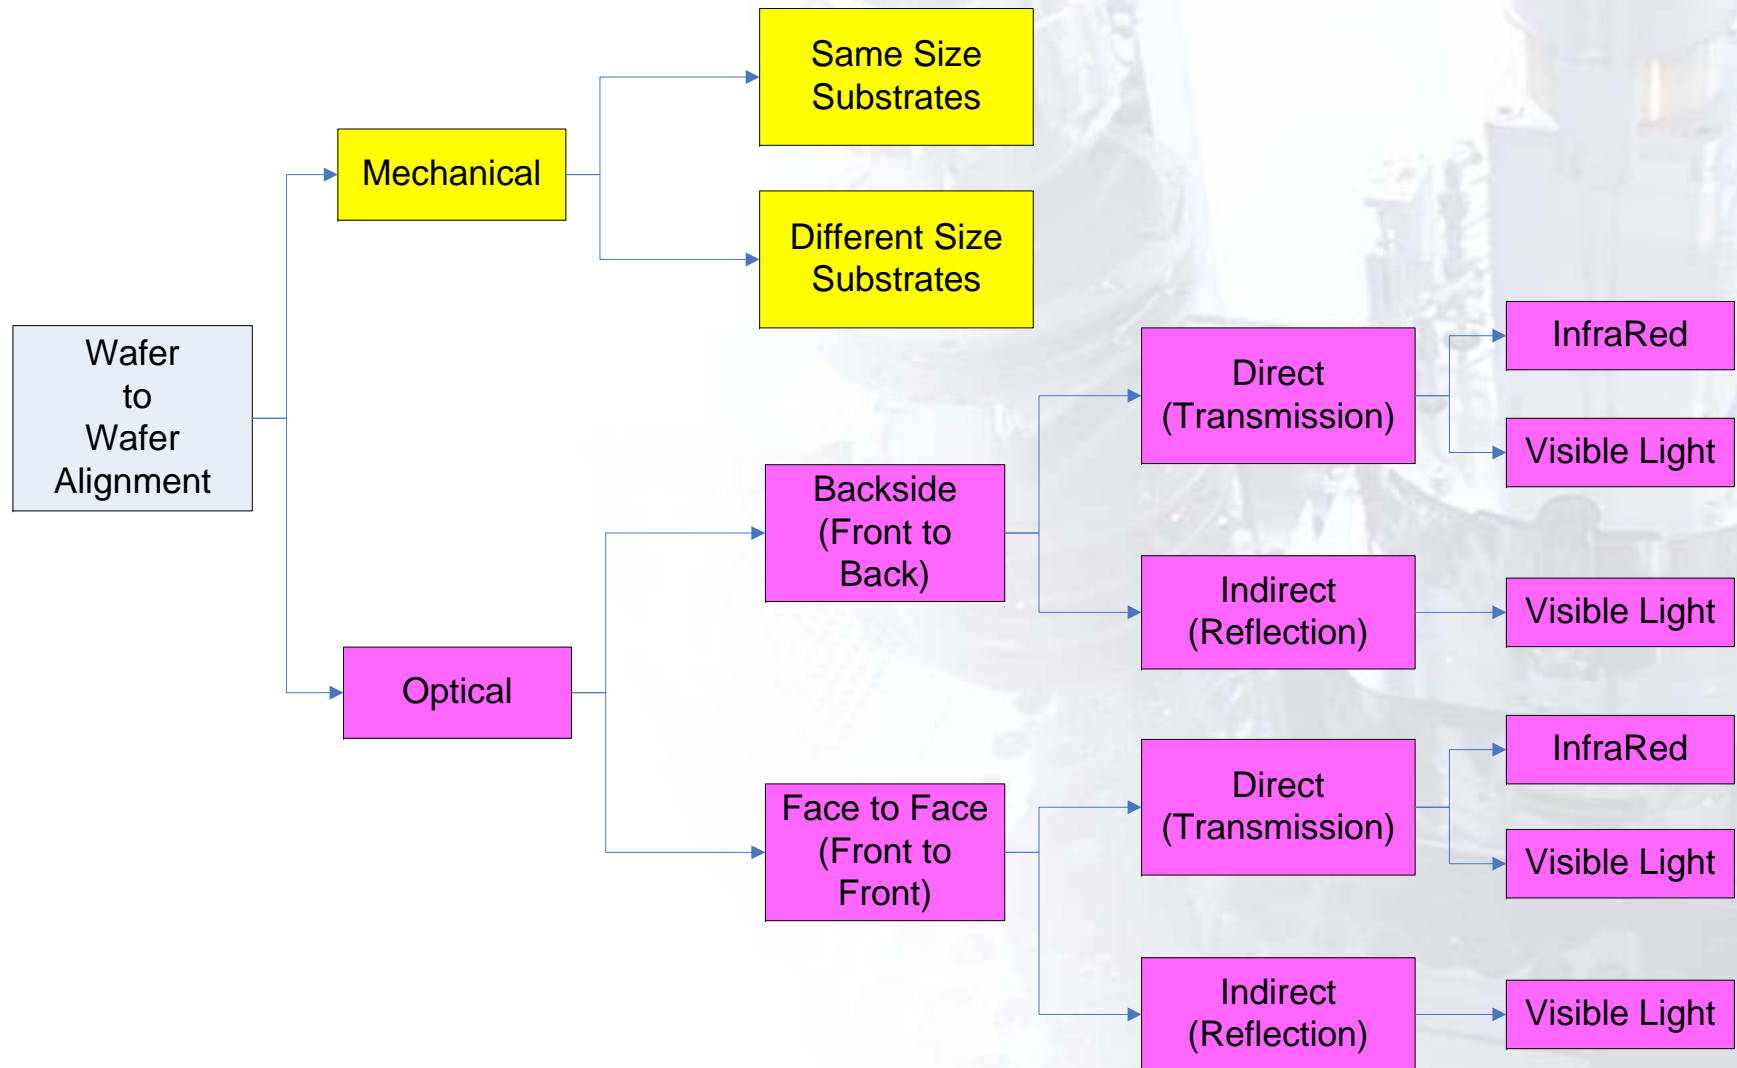 Wafer
to
Wafer
Alignment
Mechanical
Same Size
Substrates
Different Size
Substrates
Optical
Backside
(Front to
Back)
Direct
(Transmission)
InfraRed
Visible Light
Indirect
(Reflection)
Visible Light
Face to Face
(Front to
Front)
Direct
(Transmission)
InfraRed
Visible Light
Indirect
(Reflection)
Visible Light